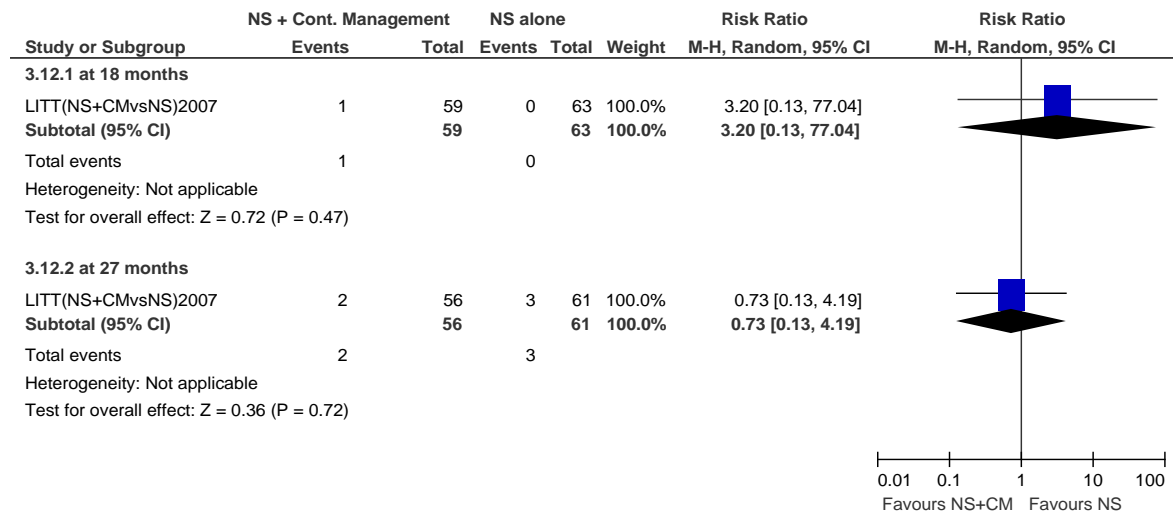 NS + Cont. Management NS alone Risk Ratio Risk Ratio
Study or Subgroup Events Total Events Total Weight M-H, Random, 95% CI M-H, Random, 95% CI
3.12.1 at 18 months
LITT(NS+CMvsNS)2007 1 59 0 63 100.0% 3.20 [0.13, 77.04]
Subtotal (95% CI) 59 63 100.0% 3.20 [0.13, 77.04]
Total events 1 0
Heterogeneity: Not applicable
Test for overall effect: Z = 0.72 (P = 0.47)
3.12.2 at 27 months
LITT(NS+CMvsNS)2007 2 56 3 61 100.0% 0.73 [0.13, 4.19]
Subtotal (95% CI) 56 61 100.0% 0.73 [0.13, 4.19]
Total events 2 3
Heterogeneity: Not applicable
Test for overall effect: Z = 0.36 (P = 0.72)
0.01 0.1 1 10 100
Favours NS+CM Favours NS